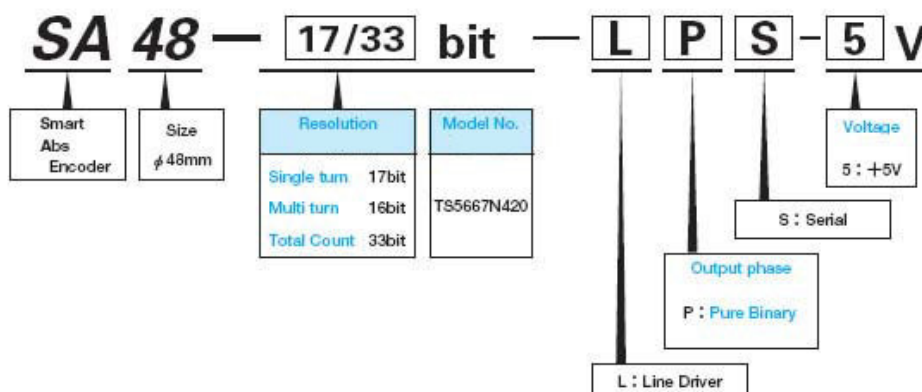 SA 48 — 17/33 bit — L P S - 5 V
Smart
Abs
Encoder
Size
φ 48mm
Resolution
Single turn 17bit
Multi turn 16bit
Total Count 33bit
Model No.
TS5667N420
Voltage
5 : +5V
S : Serial
Output phase
P : Pure Binary
L : Line Driver